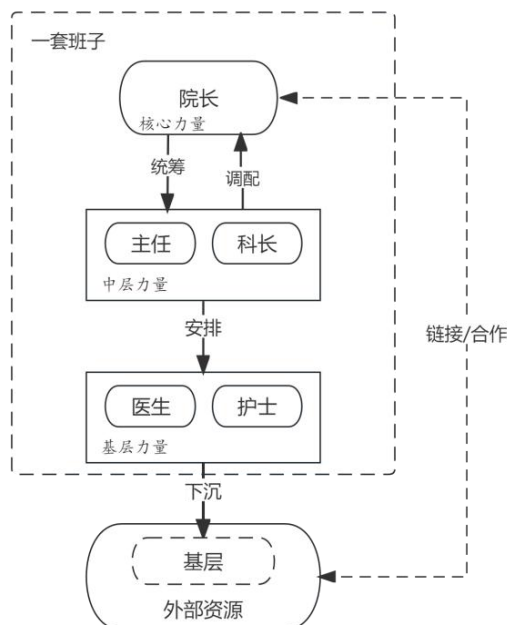 一套班子
院长
核心力量
统筹
调配
主任
科长
中层力量
安排
链接/合作
医生
护士
基层力量
下沉
基层
外部资源